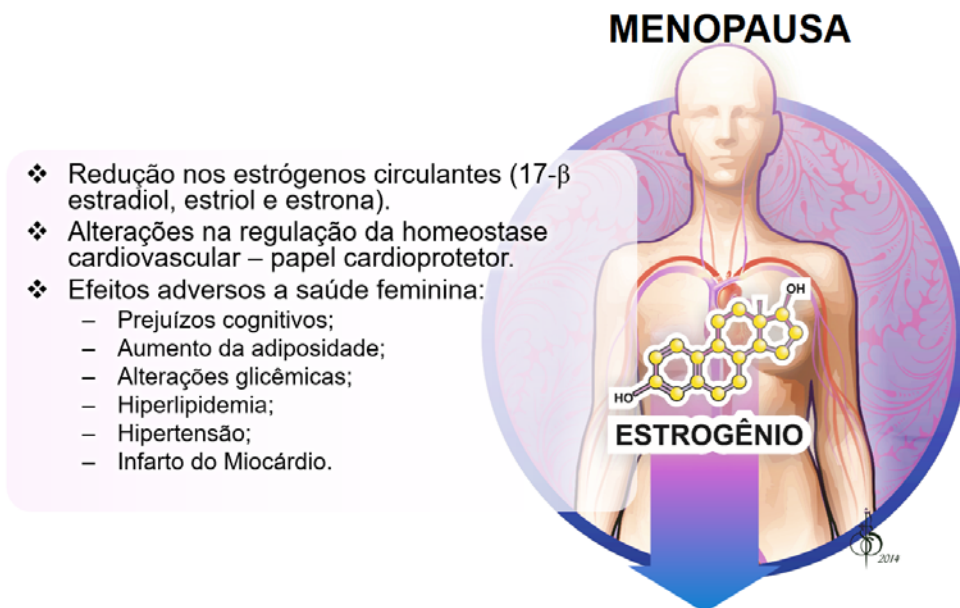 MENOPAUSA
❖ Redução nos estrógenos circulantes (17-β
estradiol, estriol e estrona).
❖ Alterações na regulação da homeostase
cardiovascular – papel cardioprotetor.
❖ Efeitos adversos a saúde feminina:
– Prejuízos cognitivos;
– Aumento da adiposidade;
– Alterações glicêmicas;
– Hiperlipidemia;
– Hipertensão;
– Infarto do Miocárdio.
OH
HO
ESTROGÊNIO
2014